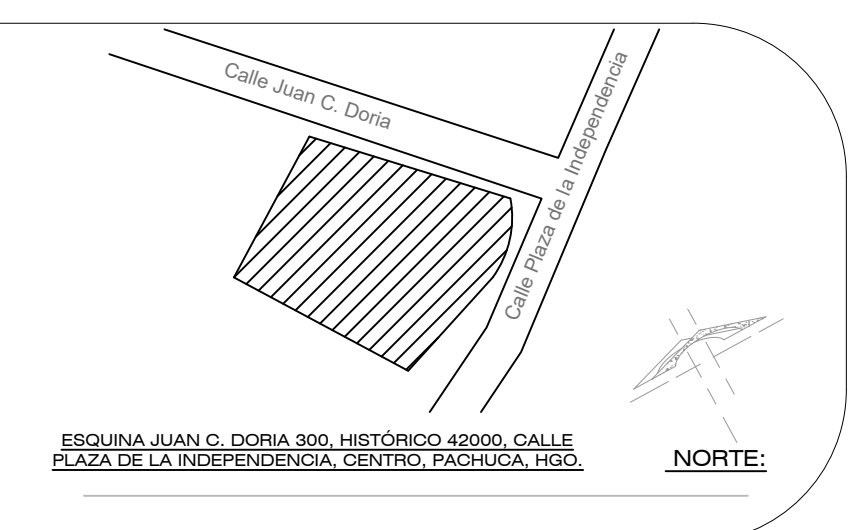 Calle Juan C. Doria
Calle Plaza de la Independencia
ESQUINA JUAN C. DORIA 300, HISTÓRICO 42000, CALLE
PLAZA DE LA INDEPENDENCIA, CENTRO, PACHUCA, HGO.
NORTE: